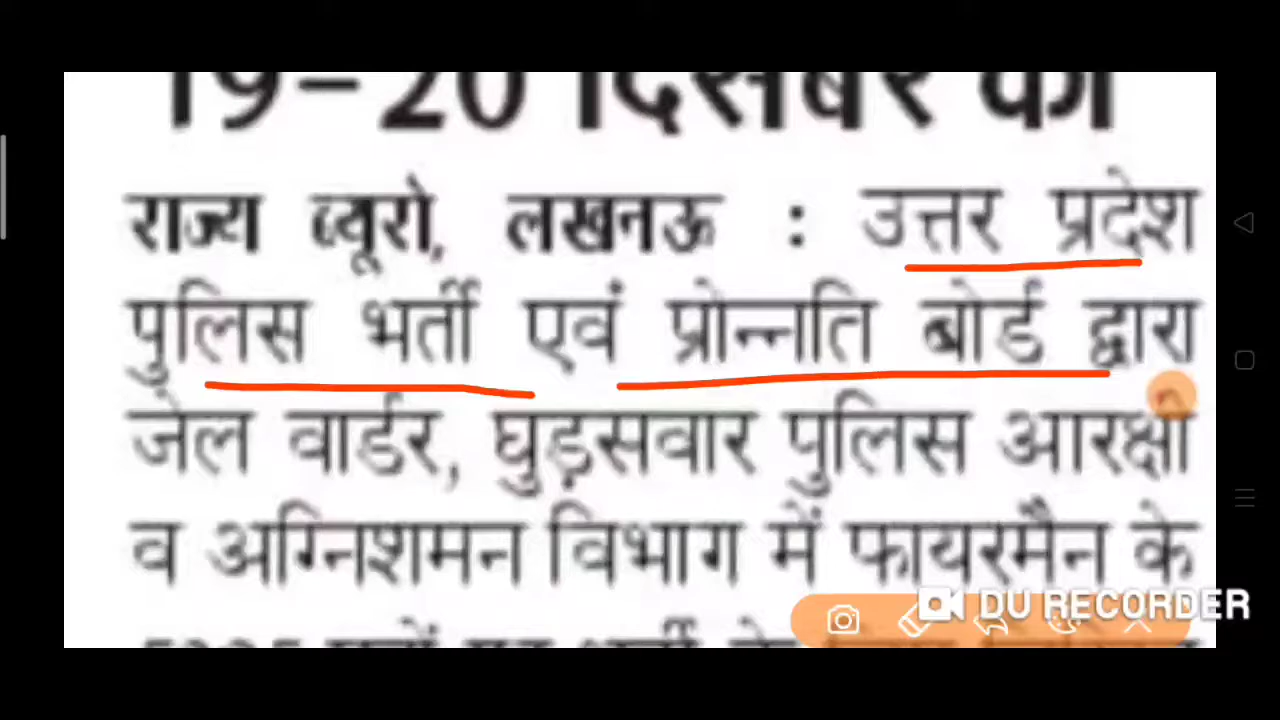 19-20 दिसंबर को
राज्य ब्यूरो, लखनऊ : उत्तर प्रदेश
पुलिस भर्ती एवं प्रोन्नति बोर्ड द्वारा
जेल वार्डर, घुड़सवार पुलिस आरक्षी
व अग्निशमन विभाग में फायरमैन के
DU RECORDER